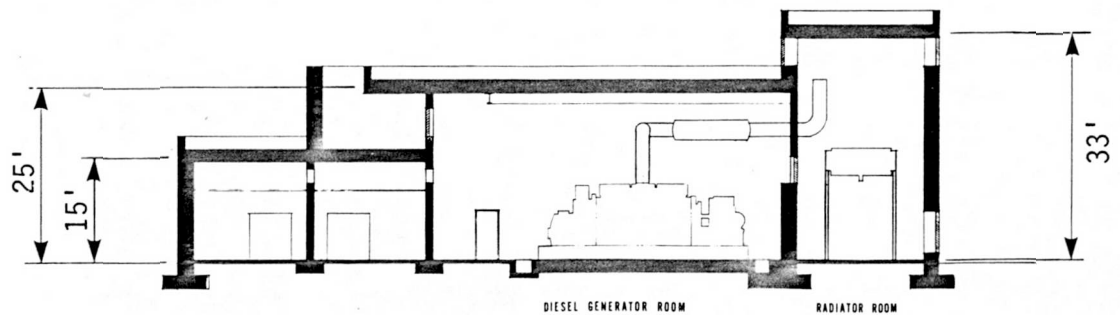 25'
15'
33'
DIESEL GENERATOR ROOM
RADIATOR ROOM